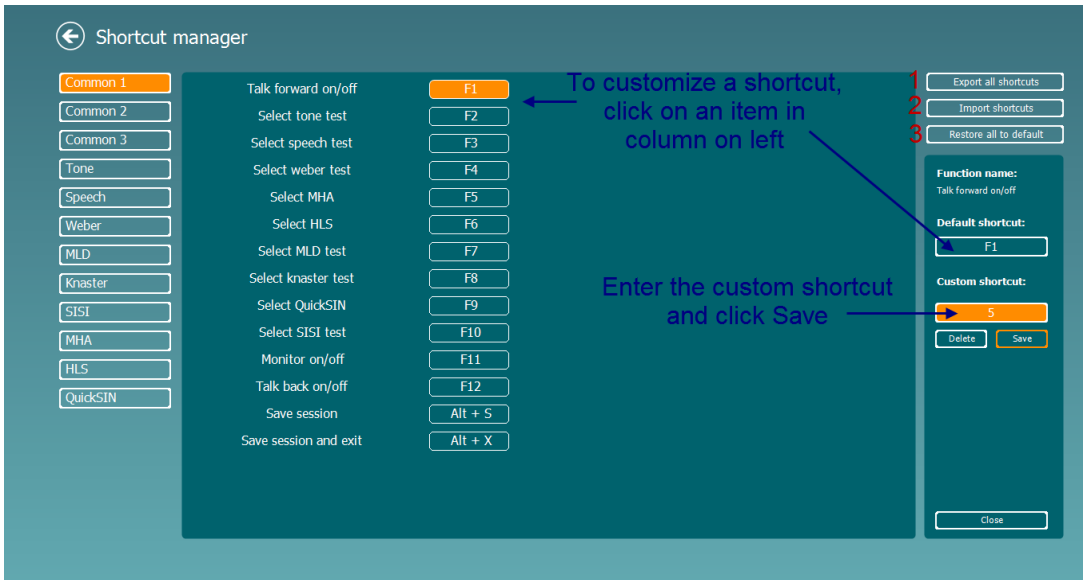 Shortcut manager
Common 1
Common 2
Common 3
Tone
Speech
Weber
MLD
Knaster
SISI
MHA
HLS
QuickSIN
Talk forward on/off F1
Select tone test F2
Select speech test F3
Select weber test F4
Select MHA F5
Select HLS F6
Select MLD test F7
Select knaster test F8
Select QuickSIN F9
Select SISI test F10
Monitor on/off F11
Talk back on/off F12
Save session Alt + S
Save session and exit Alt + X
To customize a shortcut,
click on an item in
column on left
Enter the custom shortcut
and click Save
1 Export all shortcuts
2 Import shortcuts
3 Restore all to default
Function name:
Talk forward on/off
Default shortcut:
F1
Custom shortcut:
5
Delete Save
Close